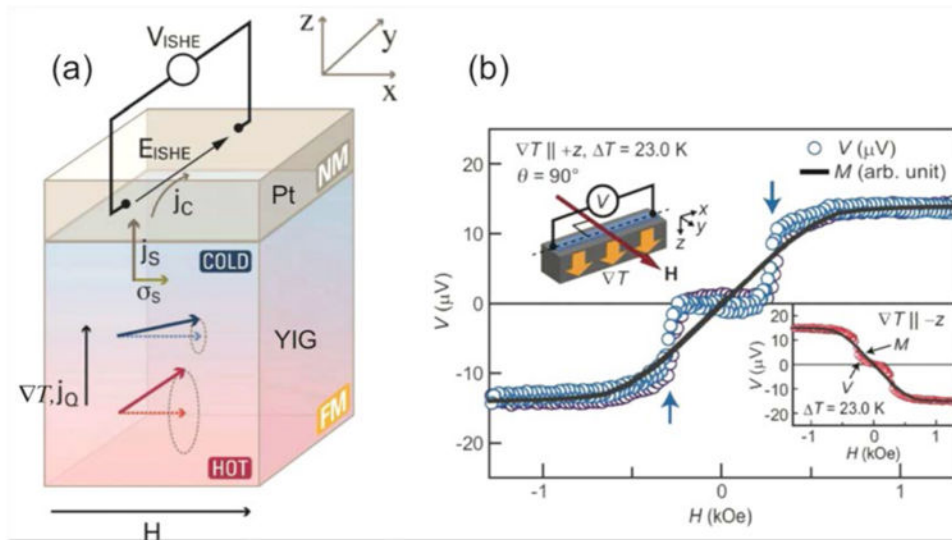 (a)
V_ISHE
z
y
x
E_ISHE
NM
Pt
j_C
j_S
COLD
σ_S
YIG
∇T, j_Q
FM
HOT
H
(b)
∇T ∥ +z, ΔT = 23.0 K
θ = 90°
V (μV)
M (arb. unit)
V
x
y
z
∇T
H
20
10
0
-10
-20
V (μV)
-1
0
1
H (kOe)
∇T ∥ −z
M
V
ΔT = 23.0 K
20
10
0
-10
-20
V (μV)
-1
0
1
H (kOe)